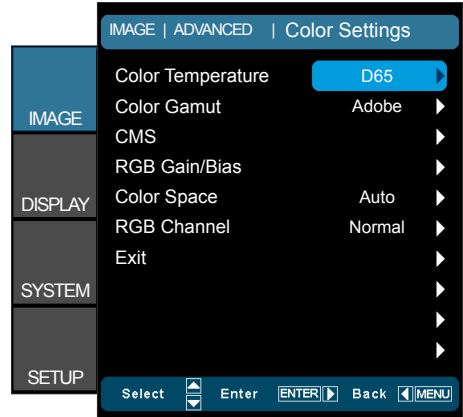 IMAGE | ADVANCED | Color Settings
Color Temperature D65
IMAGE
Color Gamut Adobe
CMS
RGB Gain/Bias
DISPLAY
Color Space Auto
RGB Channel Normal
Exit
SYSTEM
SETUP
Select Enter ENTER Back MENU